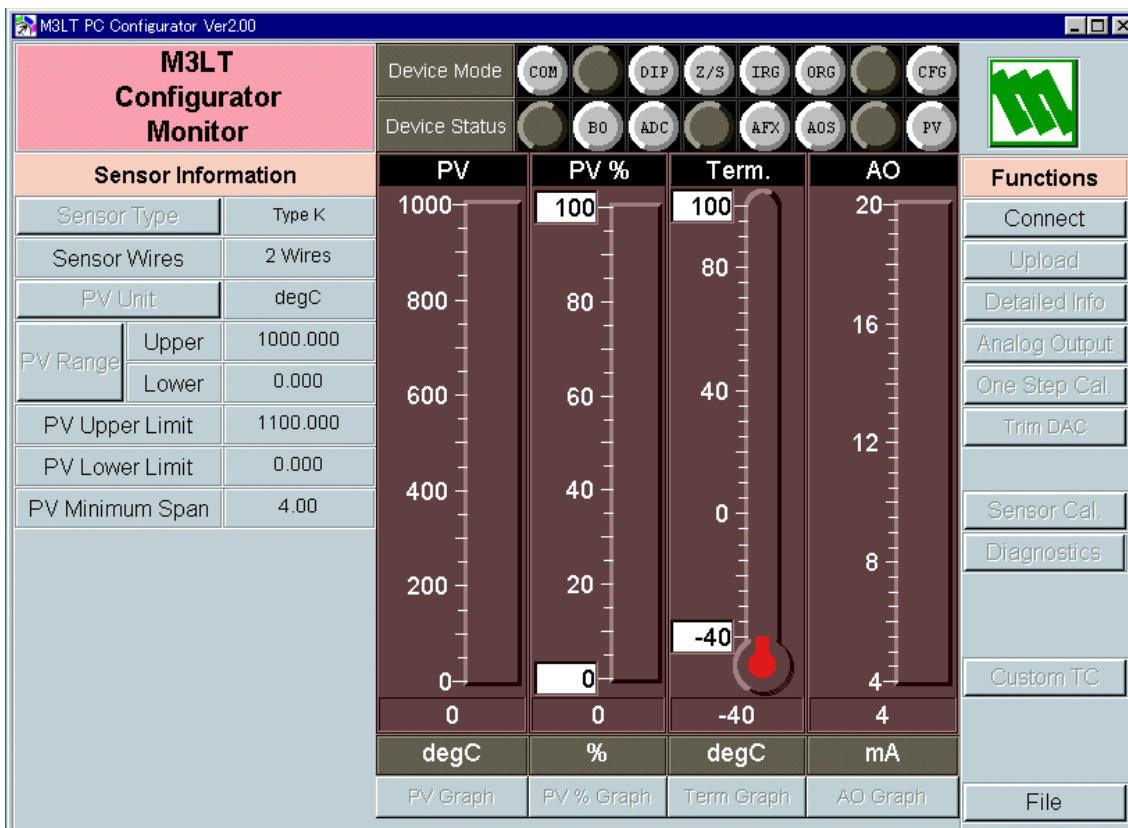 M3LT PC Configurator Ver2.00
M3LT
Configurator
Monitor
Device Mode COM DIP Z/S IRG ORG CFG
Device Status BO ADC AFX AOS PV
Sensor Information
Sensor Type Type K
Sensor Wires 2 Wires
PV Unit degC
PV Range Upper 1000.000
Lower 0.000
PV Upper Limit 1100.000
PV Lower Limit 0.000
PV Minimum Span 4.00
PV PV % Term. AO
1000 100 100 20
800 80 80 16
600 60 40 12
400 40 0 8
200 20 -40 4
0 0
0 0 -40 4
degC % degC mA
PV Graph PV % Graph Term Graph AO Graph
Functions
Connect
Upload
Detailed Info
Analog Output
One Step Cal.
Trim DAC
Sensor Cal.
Diagnostics
Custom TC
File